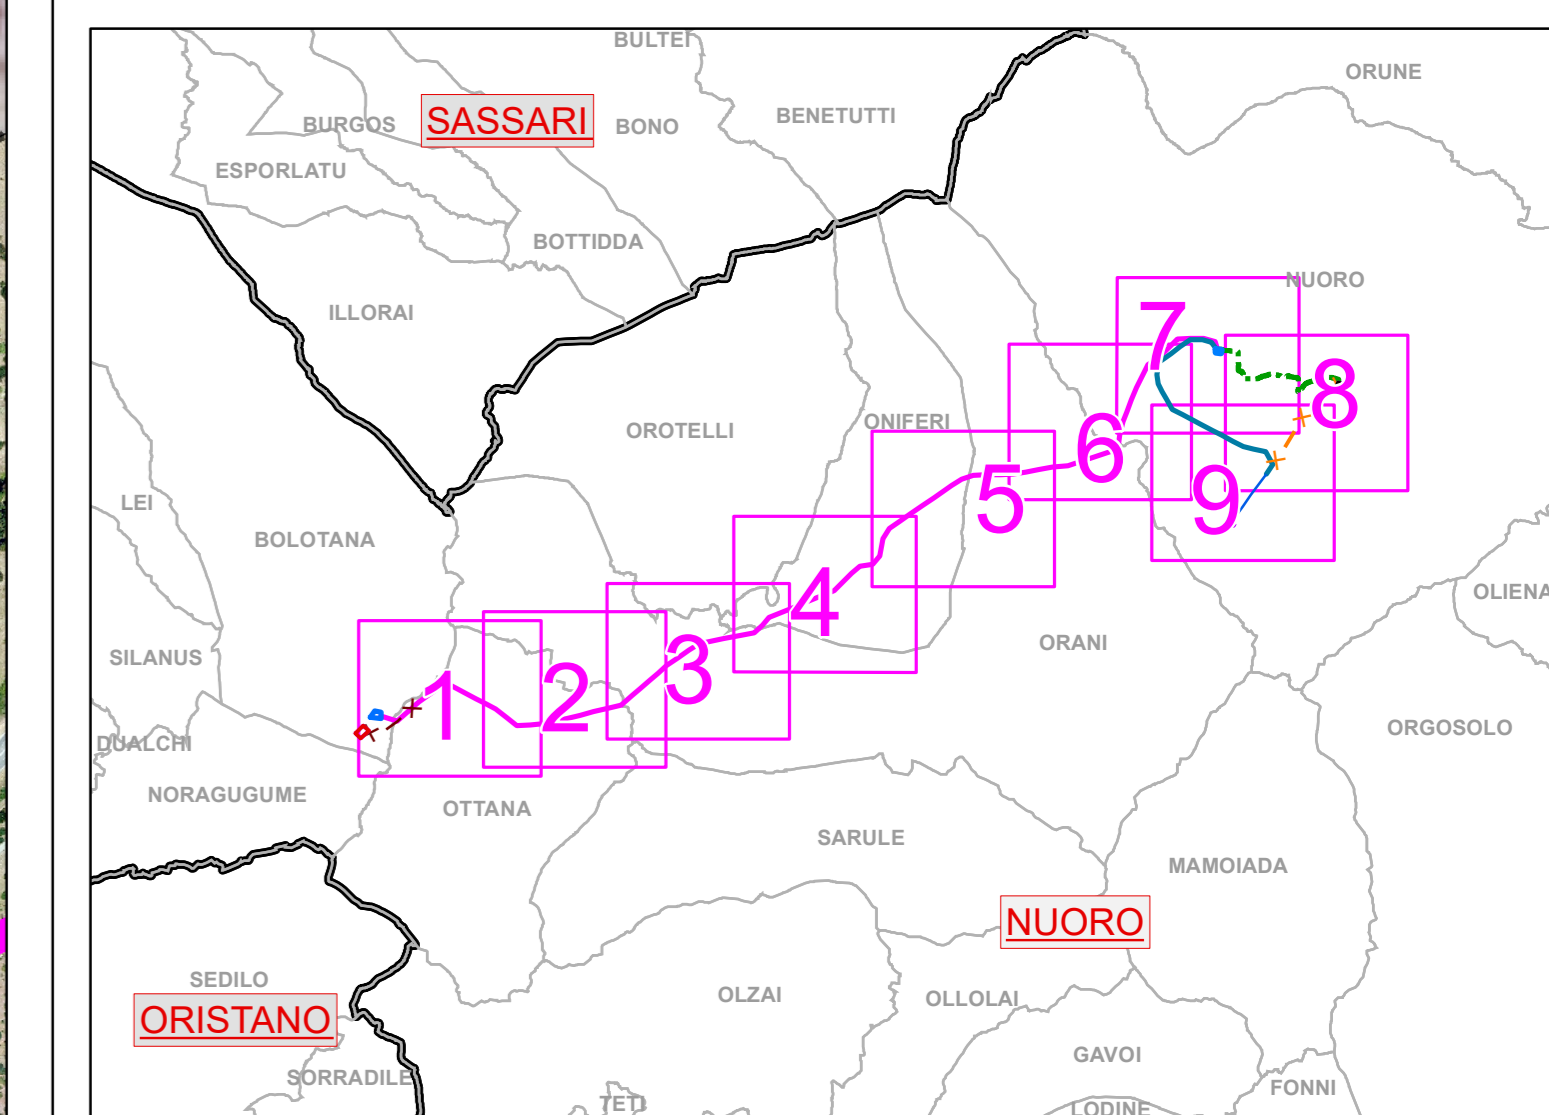 BULTEI
ORUNE
BENETUTTI
BURGOS
SASSARI
BONO
ESPORLATU
BOTTIDDA
NUORO
ILLORAI
7
8
OROTELLI
ONIFERI
6
LEI
5
9
BOLOTANA
OLIENA
4
ORANI
SILANUS
3
2
1
ORGOSOLO
DUALCHI
NORAGUGUME
OTTANA
SARULE
MAMOIADA
NUORO
SEDILO
OLZAI
OLLOLAI
ORISTANO
GAVOI
SORRADILE
FONNI
TETI
LODINE